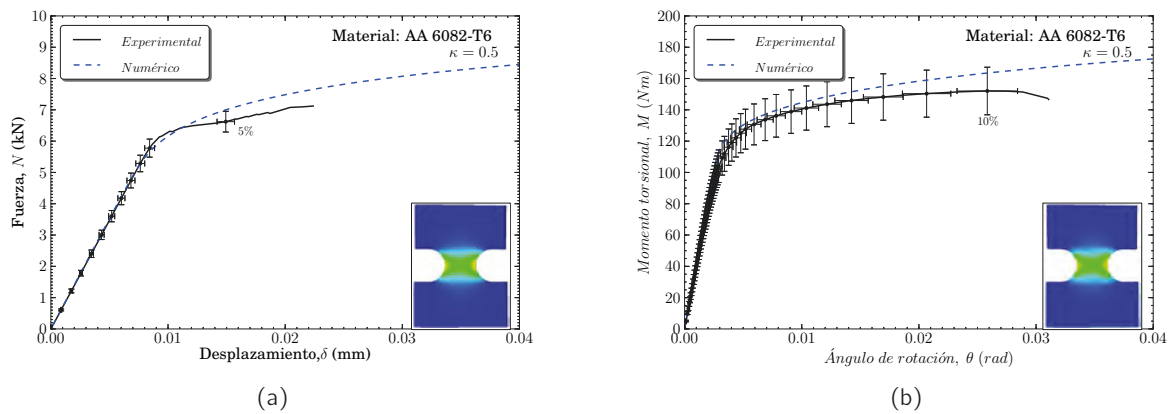 Material: AA 6082-T6
κ = 0.5
Experimental
Numérico
5%
Fuerza, N (kN)
10
9
8
7
6
5
4
3
2
1
0
0.00 0.01 0.02 0.03 0.04
Desplazamiento,δ (mm)
(a)
Material: AA 6082-T6
κ = 0.5
Experimental
Numérico
10%
Momento torsional, M (Nm)
200
180
160
140
120
100
80
60
40
20
0
0.00 0.01 0.02 0.03 0.04
Ángulo de rotación, θ (rad)
(b)